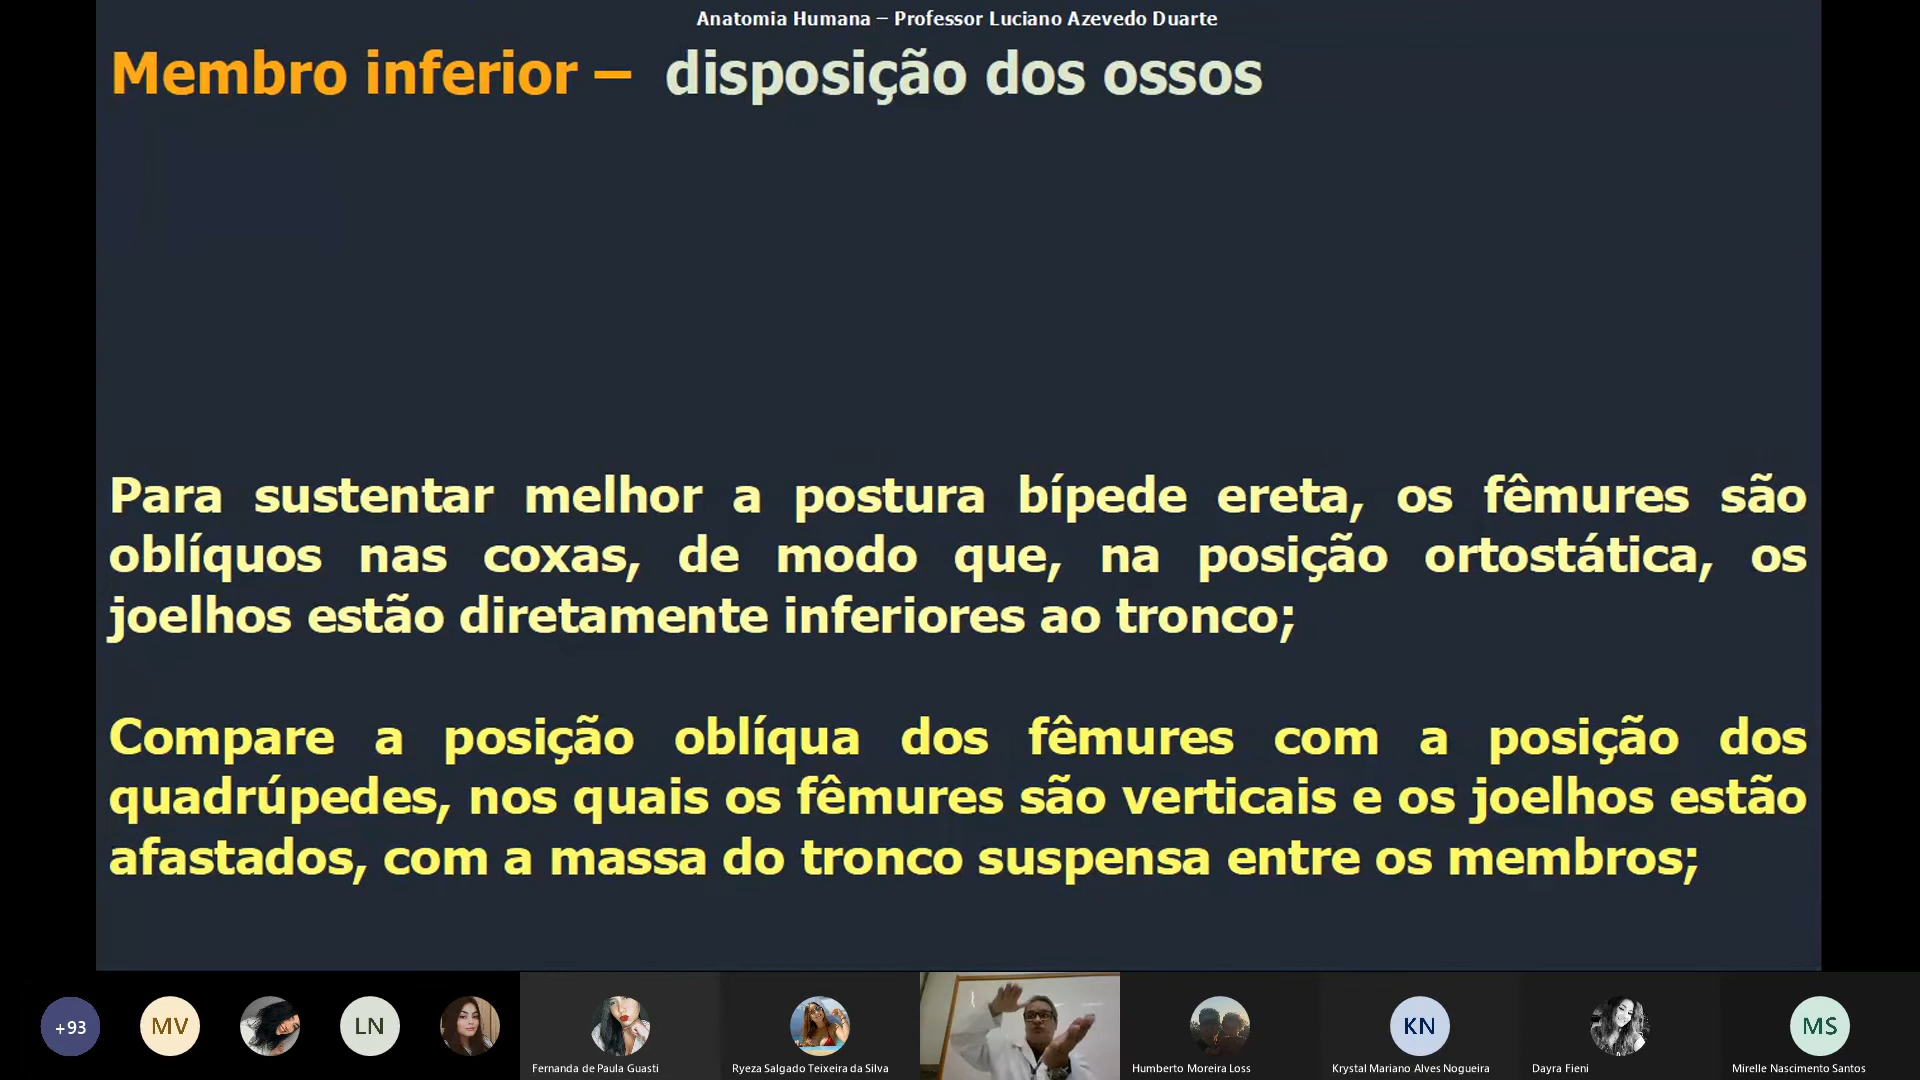 Anatomia Humana – Professor Luciano Azevedo Duarte
Membro inferior – disposição dos ossos
Para sustentar melhor a postura bípede ereta, os fêmures são
oblíquos nas coxas, de modo que, na posição ortostática, os
joelhos estão diretamente inferiores ao tronco;
Compare a posição oblíqua dos fêmures com a posição dos
quadrúpedes, nos quais os fêmures são verticais e os joelhos estão
afastados, com a massa do tronco suspensa entre os membros;
+93
MV
LN
KN
MS
Fernanda de Paula Guasti
Ryeza Salgado Teixeira da Silva
Humberto Moreira Loss
Krystal Mariano Alves Nogueira
Dayra Fieni
Mirelle Nascimento Santos